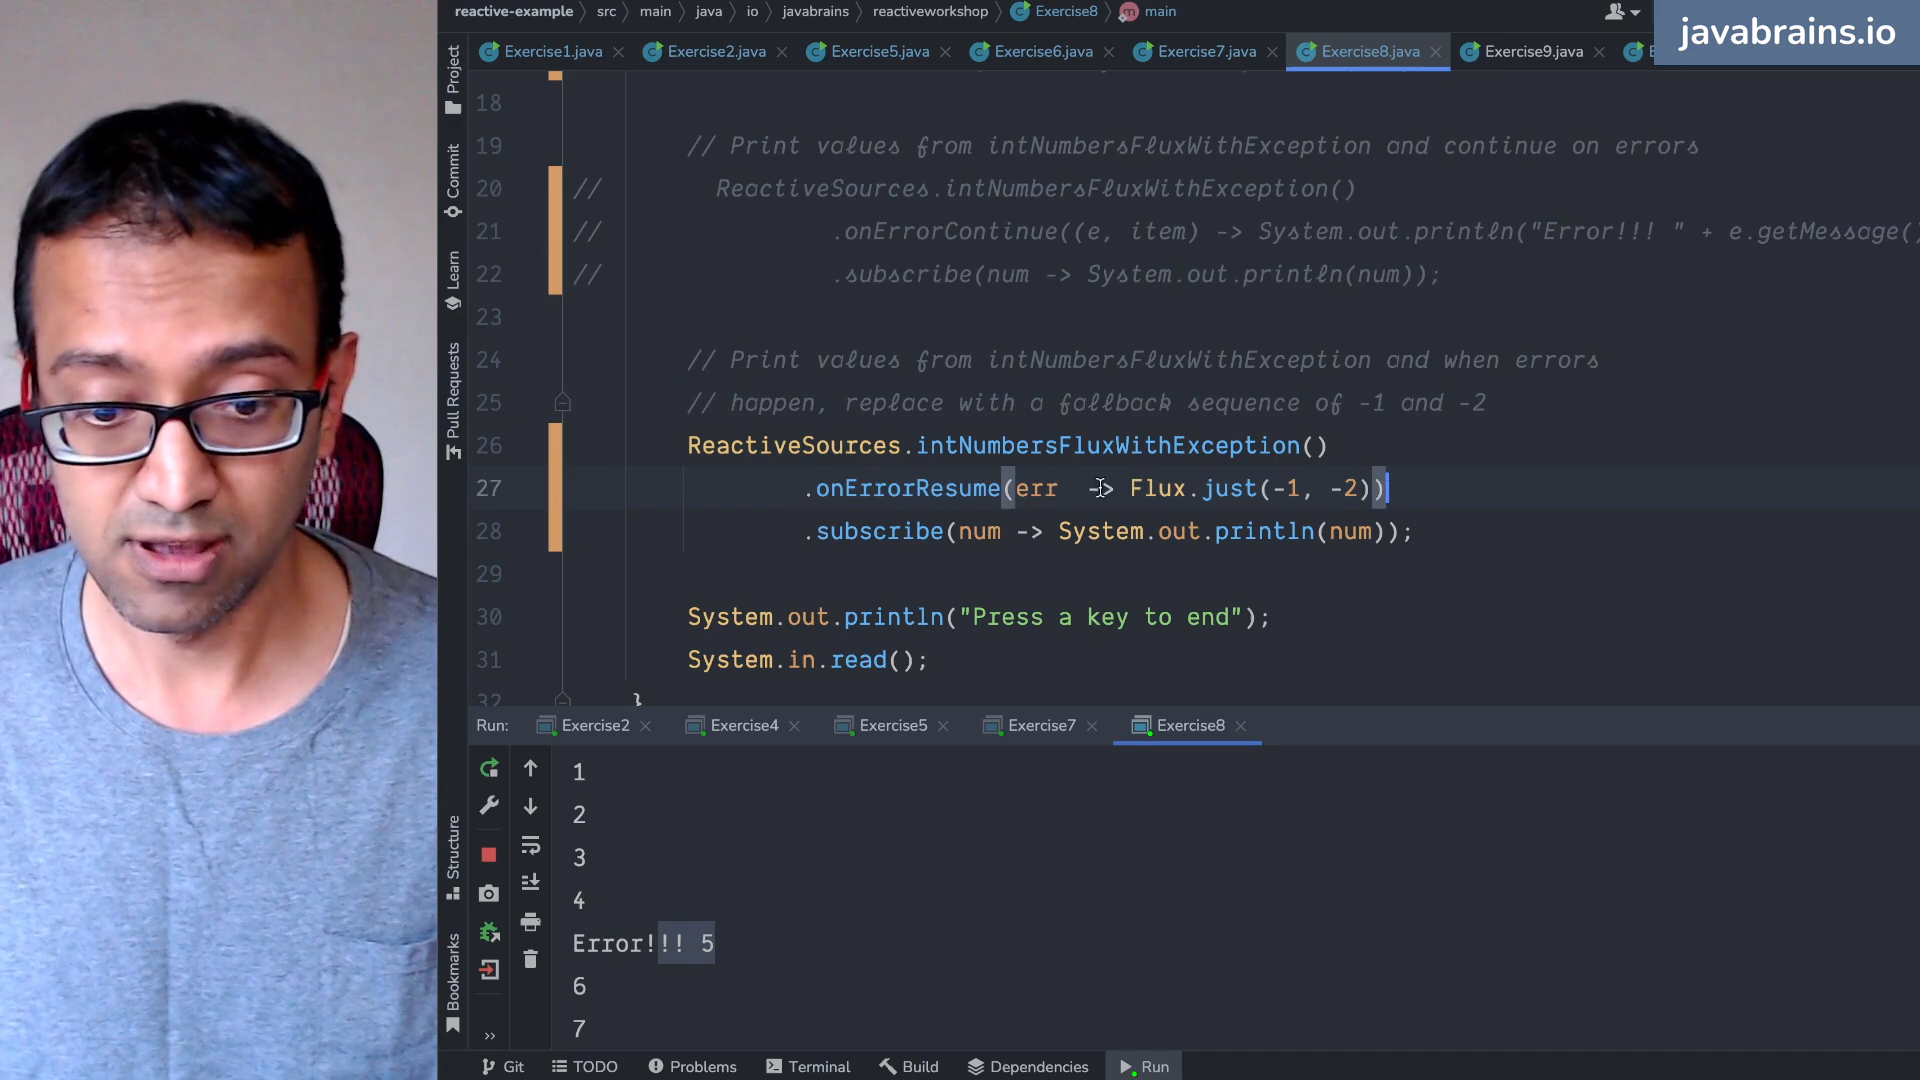 reactive-example 〉 src 〉 main 〉 java 〉 io 〉 javabrains 〉 reactiveworkshop 〉 Exercise8 〉 main
javabrains.io
Exercise1.java Exercise2.java Exercise5.java Exercise6.java Exercise7.java Exercise8.java Exercise9.java
Project
Commit
Learn
Pull Requests
Structure
Bookmarks
18
19 // Print values from intNumbersFluxWithException and continue on errors
20 // ReactiveSources.intNumbersFluxWithException()
21 // .onErrorContinue((e, item) -> System.out.println("Error!!! " + e.getMessage()
22 // .subscribe(num -> System.out.println(num));
23
24 // Print values from intNumbersFluxWithException and when errors
25 // happen, replace with a fallback sequence of -1 and -2
26 ReactiveSources.intNumbersFluxWithException()
27 .onErrorResume(err -> Flux.just(-1, -2))
28 .subscribe(num -> System.out.println(num));
29
30 System.out.println("Press a key to end");
31 System.in.read();
32 }
Run: Exercise2 Exercise4 Exercise5 Exercise7 Exercise8
1
2
3
4
Error!!! 5
6
7
Git TODO Problems Terminal Build Dependencies Run